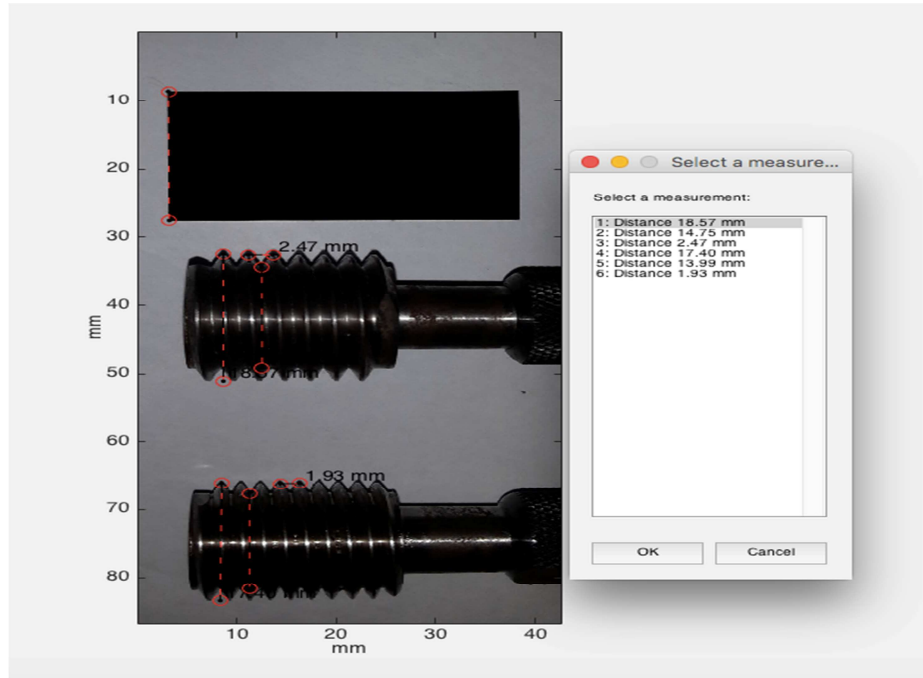 10
20
30
40
50
60
70
80
mm
2.47 mm
1.93 mm
10
20
30
40
mm
Select a measure...
Select a measurement:
1: Distance 18.57 mm
2: Distance 14.75 mm
3: Distance 2.47 mm
4: Distance 17.40 mm
5: Distance 13.99 mm
6: Distance 1.93 mm
OK
Cancel